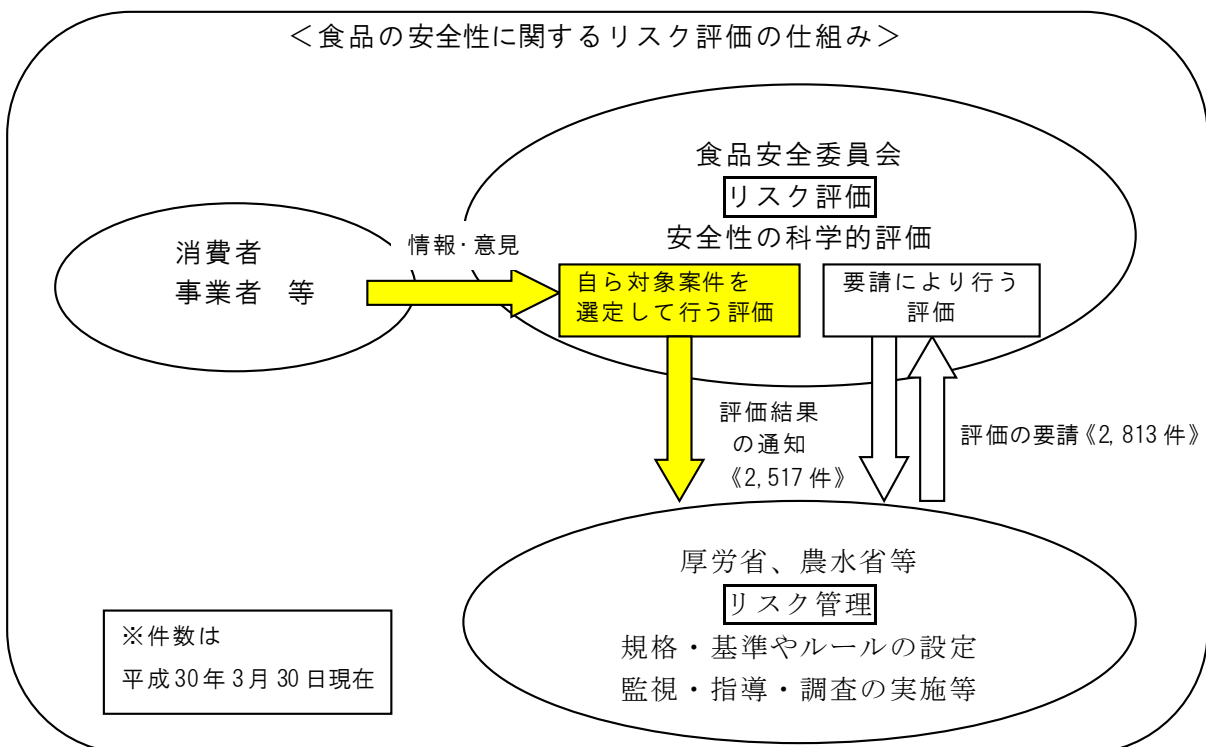 ＜食品の安全性に関するリスク評価の仕組み＞
食品安全委員会
リスク評価
安全性の科学的評価
消費者
事業者　等
情報・意見
自ら対象案件を
選定して行う評価
要請により行う
評価
評価結果
の通知
《2,517件》
評価の要請《2,813件》
厚労省、農水省等
リスク管理
規格・基準やルールの設定
監視・指導・調査の実施等
※件数は
平成30年3月30日現在